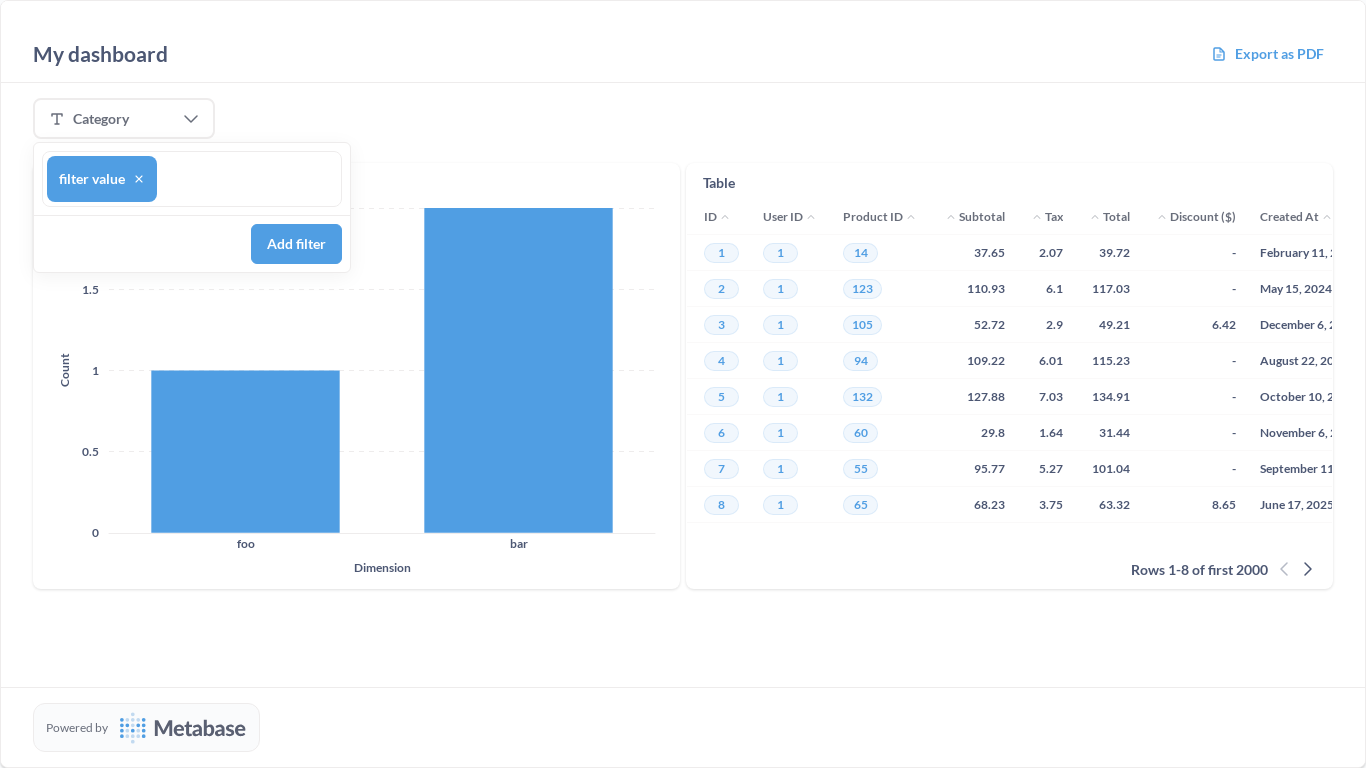 My dashboard
Export as PDF
Category
filter value
Add filter
1.5
1
0.5
0
Count
foo
bar
Dimension
Table
ID User ID Product ID Subtotal Tax Total Discount ($) Created At
1 1 14 37.65 2.07 39.72 - February 11,
2 1 123 110.93 6.1 117.03 - May 15, 2024
3 1 105 52.72 2.9 49.21 6.42 December 6,
4 1 94 109.22 6.01 115.23 - August 22, 20
5 1 132 127.88 7.03 134.91 - October 10, 2
6 1 60 29.8 1.64 31.44 - November 6,
7 1 55 95.77 5.27 101.04 - September 11
8 1 65 68.23 3.75 63.32 8.65 June 17, 2025
Rows 1-8 of first 2000
Powered by Metabase